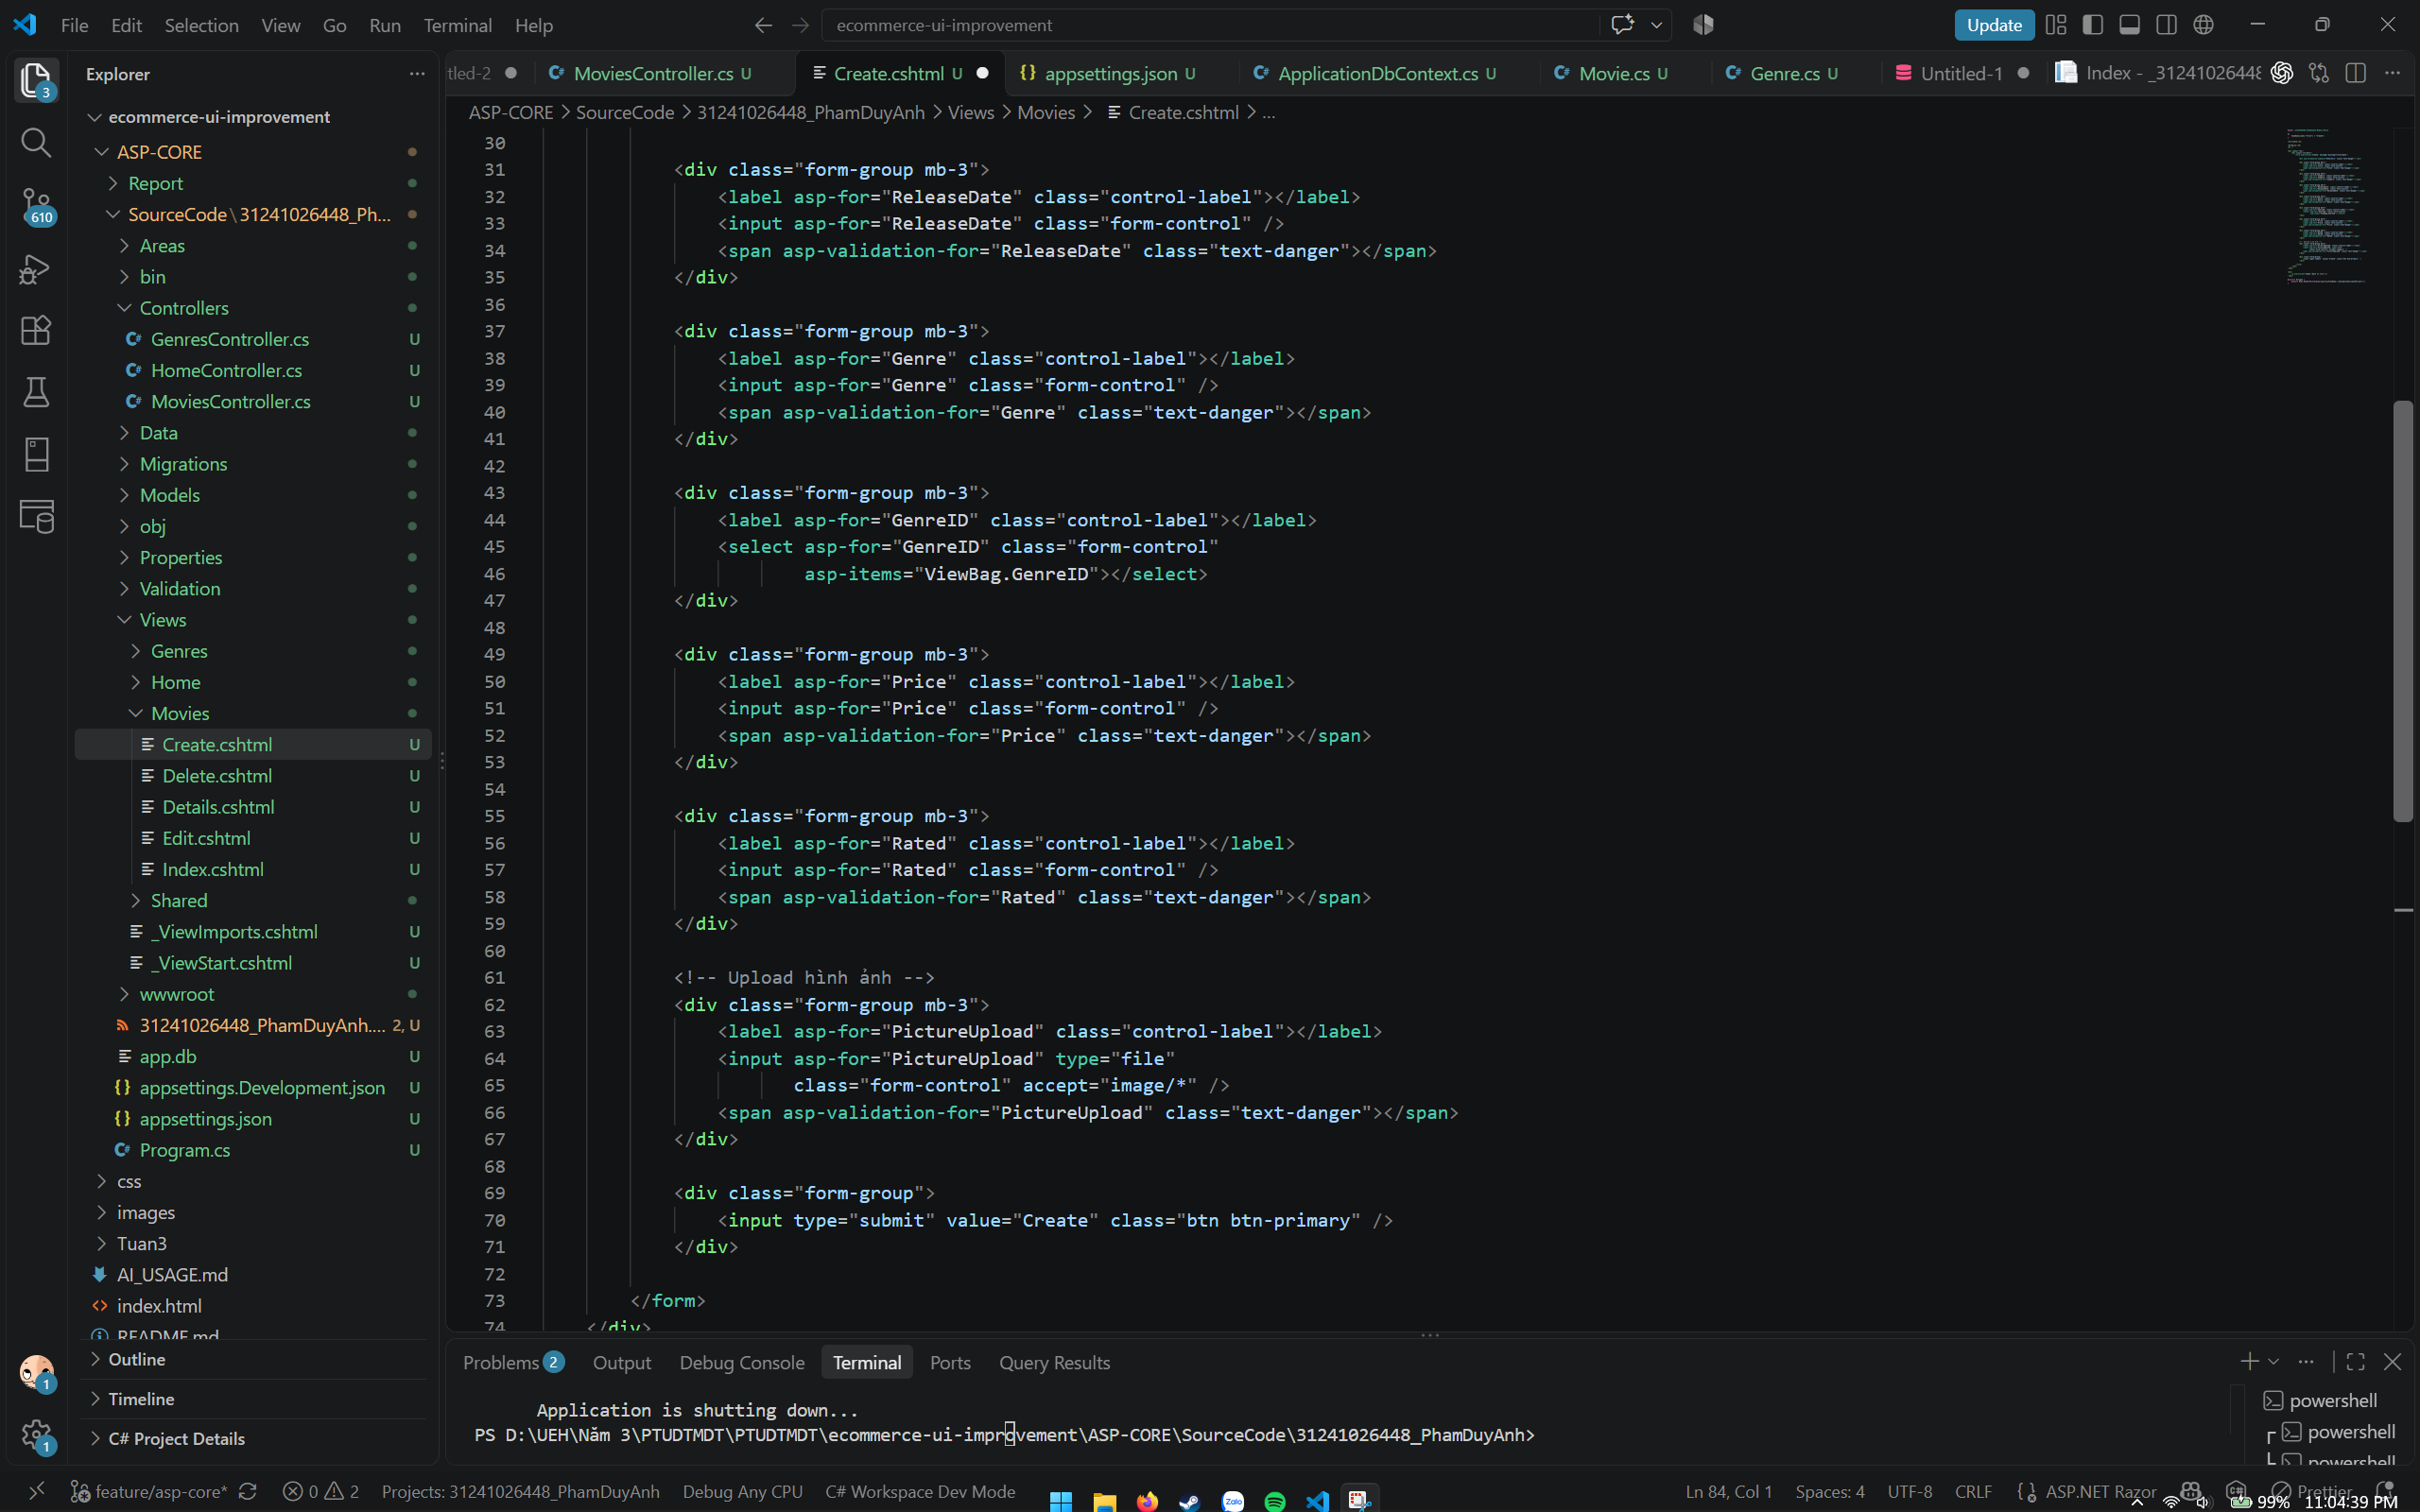 File Edit Selection View Go Run Terminal Help
ecommerce-ui-improvement
Update
Explorer
tled-2
MoviesController.cs U
Create.cshtml U
appsettings.json U
ApplicationDbContext.cs U
Movie.cs U
Genre.cs U
Untitled-1
Index - _31241026448
ASP-CORE > SourceCode > 31241026448_PhamDuyAnh > Views > Movies > Create.cshtml > ...
3
610
1
1
ecommerce-ui-improvement
ASP-CORE
Report
SourceCode\31241026448_Ph...
Areas
bin
Controllers
GenresController.cs U
HomeController.cs U
MoviesController.cs U
Data
Migrations
Models
obj
Properties
Validation
Views
Genres
Home
Movies
Create.cshtml U
Delete.cshtml U
Details.cshtml U
Edit.cshtml U
Index.cshtml U
Shared
_ViewImports.cshtml U
_ViewStart.cshtml U
wwwroot
31241026448_PhamDuyAnh.... 2, U
app.db U
appsettings.Development.json U
appsettings.json U
Program.cs U
css
images
Tuan3
AI_USAGE.md
index.html
README.md
Outline
Timeline
C# Project Details
30
31 <div class="form-group mb-3">
32 <label asp-for="ReleaseDate" class="control-label"></label>
33 <input asp-for="ReleaseDate" class="form-control" />
34 <span asp-validation-for="ReleaseDate" class="text-danger"></span>
35 </div>
36
37 <div class="form-group mb-3">
38 <label asp-for="Genre" class="control-label"></label>
39 <input asp-for="Genre" class="form-control" />
40 <span asp-validation-for="Genre" class="text-danger"></span>
41 </div>
42
43 <div class="form-group mb-3">
44 <label asp-for="GenreID" class="control-label"></label>
45 <select asp-for="GenreID" class="form-control"
46 asp-items="ViewBag.GenreID"></select>
47 </div>
48
49 <div class="form-group mb-3">
50 <label asp-for="Price" class="control-label"></label>
51 <input asp-for="Price" class="form-control" />
52 <span asp-validation-for="Price" class="text-danger"></span>
53 </div>
54
55 <div class="form-group mb-3">
56 <label asp-for="Rated" class="control-label"></label>
57 <input asp-for="Rated" class="form-control" />
58 <span asp-validation-for="Rated" class="text-danger"></span>
59 </div>
60
61 <!-- Upload hình ảnh -->
62 <div class="form-group mb-3">
63 <label asp-for="PictureUpload" class="control-label"></label>
64 <input asp-for="PictureUpload" type="file"
65 class="form-control" accept="image/*" />
66 <span asp-validation-for="PictureUpload" class="text-danger"></span>
67 </div>
68
69 <div class="form-group">
70 <input type="submit" value="Create" class="btn btn-primary" />
71 </div>
72
73 </form>
74 </div>
Problems 2 Output Debug Console Terminal Ports Query Results
Application is shutting down...
PS D:\UEH\Năm 3\PTUDTMDT\PTUDTMDT\ecommerce-ui-improvement\ASP-CORE\SourceCode\31241026448_PhamDuyAnh>
powershell
powershell
powershell
feature/asp-core* 0 2 Projects: 31241026448_PhamDuyAnh Debug Any CPU C# Workspace Dev Mode
Zalo
Ln 84, Col 1 Spaces: 4 UTF-8 CRLF ASP.NET Razor Prettier
99% 11:04:39 PM